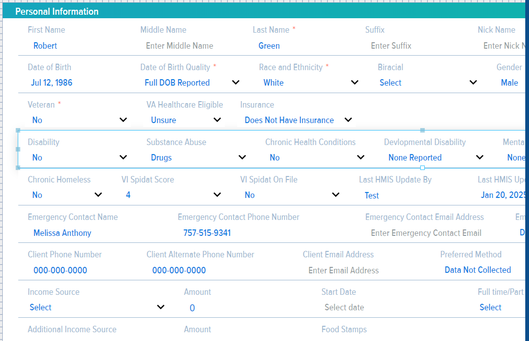 Personal Information
First Name Middle Name Last Name * Suffix Nick Name
Robert Enter Middle Name Green Enter Suffix Enter Nick N
Date of Birth Date of Birth Quality * Race and Ethnicity * Biracial Gender
Jul 12, 1986 Full DOB Reported White Select Male
Veteran * VA Healthcare Eligible Insurance
No Unsure Does Not Have Insurance
Disability Substance Abuse Chronic Health Conditions Devlopmental Disability Menta
No Drugs No None Reported None
Chronic Homeless VI Spidat Score VI Spidat On File Last HMIS Update By Last HMIS Up
No 4 No Test Jan 20, 2025
Emergency Contact Name Emergency Contact Phone Number Emergency Contact Email Address Em
Melissa Anthony 757-515-9341 Enter Emergency Contact Email D
Client Phone Number Client Alternate Phone Number Client Email Address Preferred Method
000-000-0000 000-000-0000 Enter Email Address Data Not Collected
Income Source Amount Start Date Full time/Part
Select 0 Select date Select
Additional Income Source Amount Food Stamps